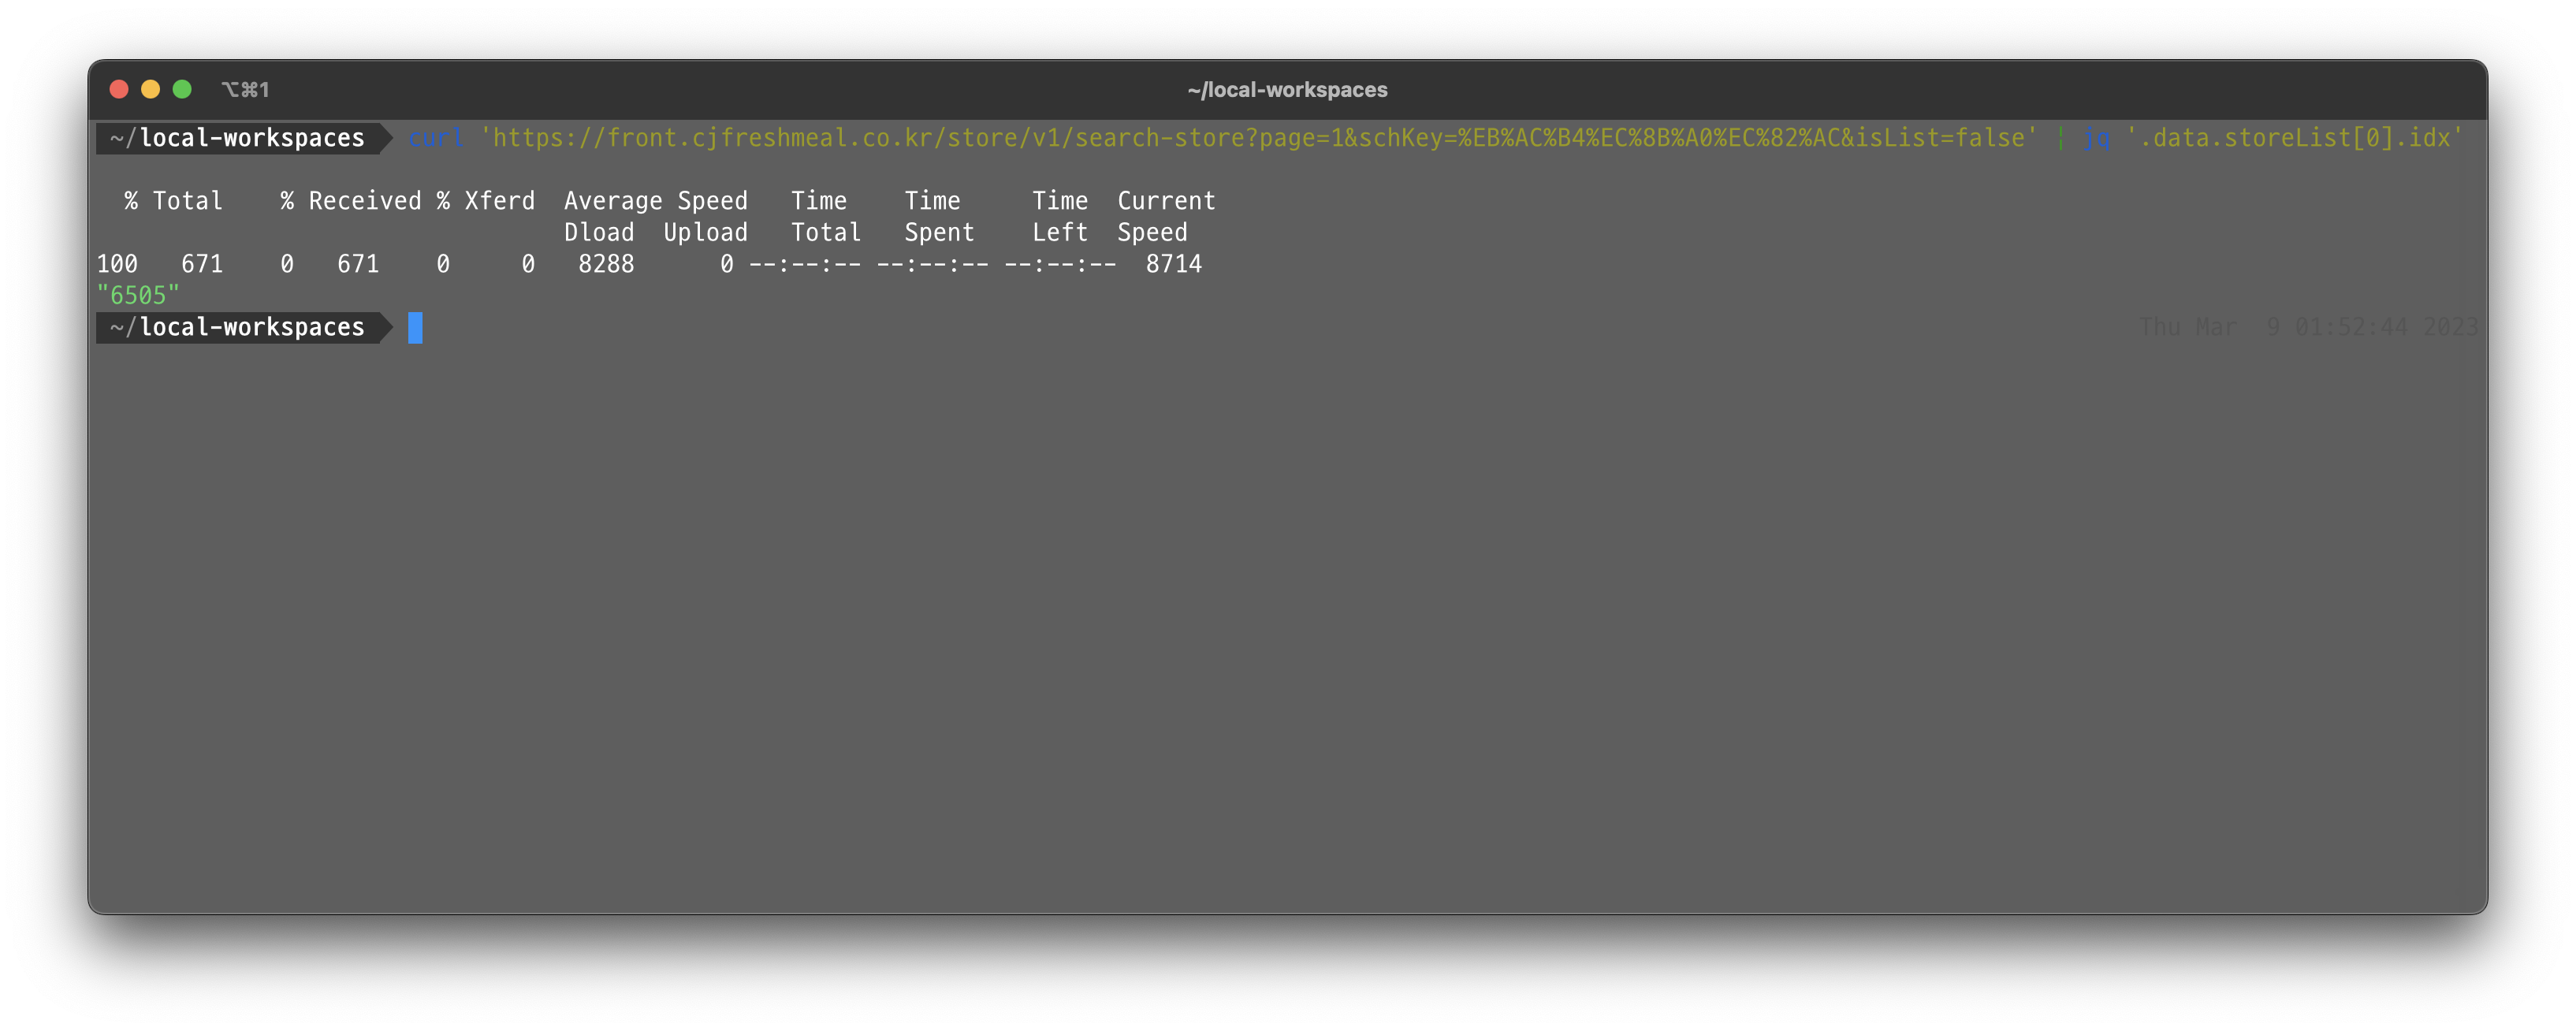 ⌥⌘1
~/local-workspaces
~/local-workspaces curl 'https://front.cjfreshmeal.co.kr/store/v1/search-store?page=1&schKey=%EB%AC%B4%EC%8B%A0%EC%82%AC&isList=false' | jq '.data.storeList[0].idx'
% Total % Received % Xferd Average Speed Time Time Time Current
Dload Upload Total Spent Left Speed
100 671 0 671 0 0 8288 0 --:--:-- --:--:-- --:--:-- 8714
"6505"
~/local-workspaces Thu Mar 9 01:52:44 2023